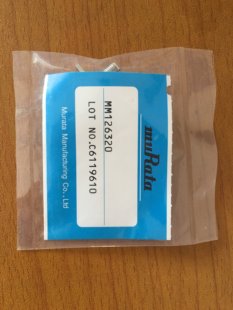 muRata
MM126320
LOT NO.C6119610
Murata Manufacturing Co., Ltd